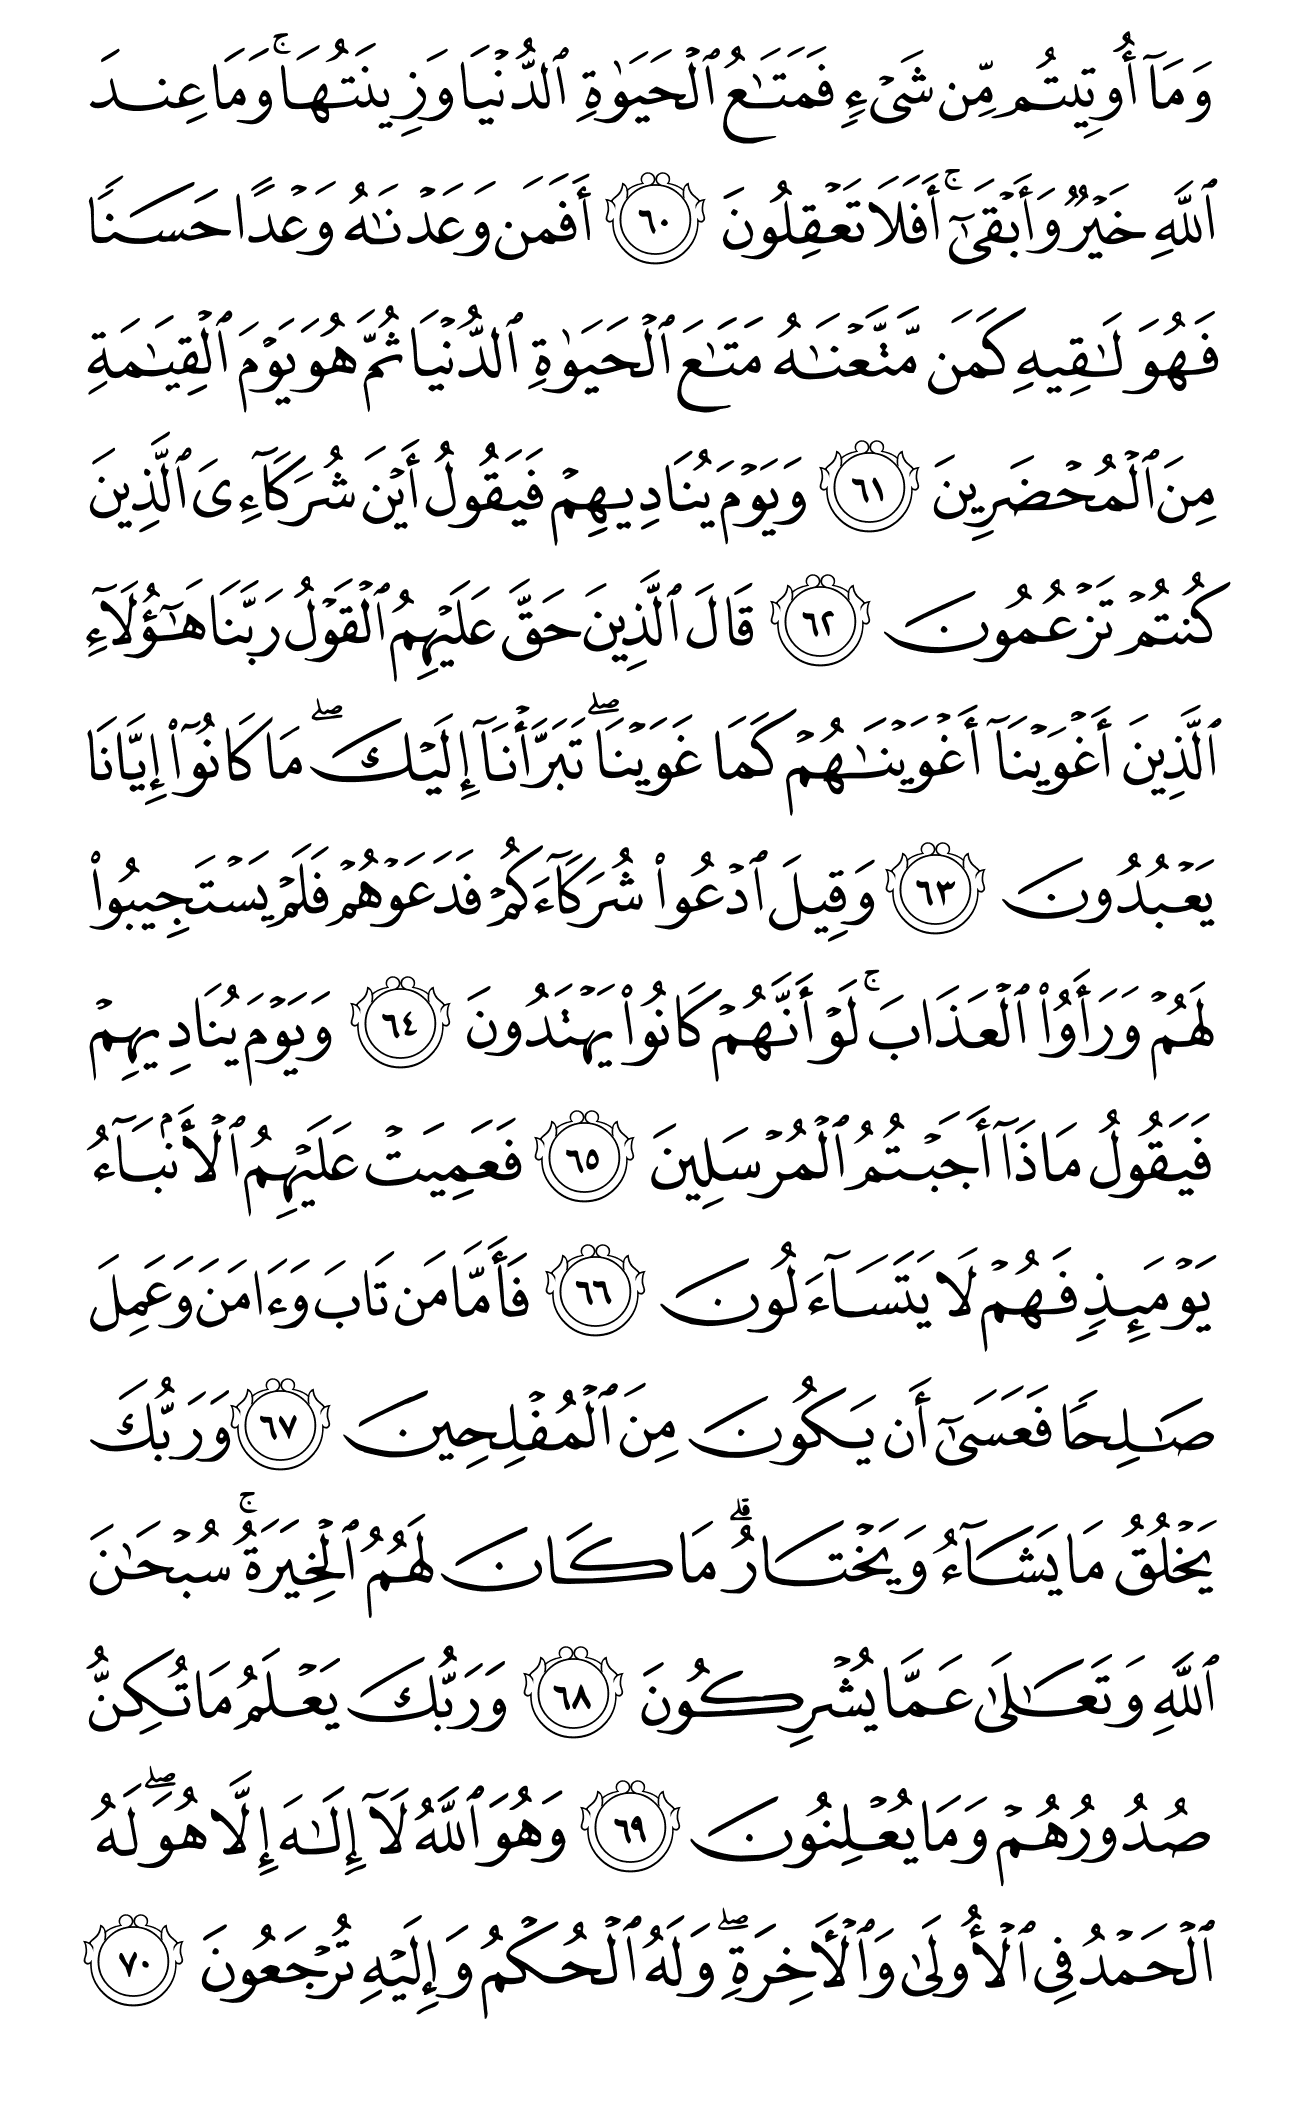 وَمَآ أُوتِيتُم مِّن شَىۡءٍ فَمَتَٰعُ ٱلۡحَيَوٰةِ ٱلدُّنۡيَا وَزِينَتُهَاۚ وَمَا عِندَ
ٱللَّهِ خَيۡرٞ وَأَبۡقَىٰٓۚ أَفَلَا تَعۡقِلُونَ ٦٠ أَفَمَن وَعَدۡنَٰهُ وَعۡدًا حَسَنٗا
فَهُوَ لَٰقِيهِ كَمَن مَّتَّعۡنَٰهُ مَتَٰعَ ٱلۡحَيَوٰةِ ٱلدُّنۡيَا ثُمَّ هُوَ يَوۡمَ ٱلۡقِيَٰمَةِ
مِنَ ٱلۡمُحۡضَرِينَ ٦١ وَيَوۡمَ يُنَادِيهِمۡ فَيَقُولُ أَيۡنَ شُرَكَآءِىَ ٱلَّذِينَ
كُنتُمۡ تَزۡعُمُونَ ٦٢ قَالَ ٱلَّذِينَ حَقَّ عَلَيۡهِمُ ٱلۡقَوۡلُ رَبَّنَا هَٰٓؤُلَآءِ
ٱلَّذِينَ أَغۡوَيۡنَآ أَغۡوَيۡنَٰهُمۡ كَمَا غَوَيۡنَاۖ تَبَرَّأۡنَآ إِلَيۡكَۖ مَا كَانُوٓاْ إِيَّانَا
يَعۡبُدُونَ ٦٣ وَقِيلَ ٱدۡعُواْ شُرَكَآءَكُمۡ فَدَعَوۡهُمۡ فَلَمۡ يَسۡتَجِيبُواْ
لَهُمۡ وَرَأَوُاْ ٱلۡعَذَابَۚ لَوۡ أَنَّهُمۡ كَانُواْ يَهۡتَدُونَ ٦٤ وَيَوۡمَ يُنَادِيهِمۡ
فَيَقُولُ مَاذَآ أَجَبۡتُمُ ٱلۡمُرۡسَلِينَ ٦٥ فَعَمِيَتۡ عَلَيۡهِمُ ٱلۡأَنۢبَآءُ
يَوۡمَئِذٖ فَهُمۡ لَا يَتَسَآءَلُونَ ٦٦ فَأَمَّا مَن تَابَ وَءَامَنَ وَعَمِلَ
صَٰلِحٗا فَعَسَىٰٓ أَن يَكُونَ مِنَ ٱلۡمُفۡلِحِينَ ٦٧ وَرَبُّكَ
يَخۡلُقُ مَا يَشَآءُ وَيَخۡتَارُۗ مَا كَانَ لَهُمُ ٱلۡخِيَرَةُۚ سُبۡحَٰنَ
ٱللَّهِ وَتَعَٰلَىٰ عَمَّا يُشۡرِكُونَ ٦٨ وَرَبُّكَ يَعۡلَمُ مَا تُكِنُّ
صُدُورُهُمۡ وَمَا يُعۡلِنُونَ ٦٩ وَهُوَ ٱللَّهُ لَآ إِلَٰهَ إِلَّا هُوَۖ لَهُ
ٱلۡحَمۡدُ فِى ٱلۡأُولَىٰ وَٱلۡأٓخِرَةِۖ وَلَهُ ٱلۡحُكۡمُ وَإِلَيۡهِ تُرۡجَعُونَ ٧٠